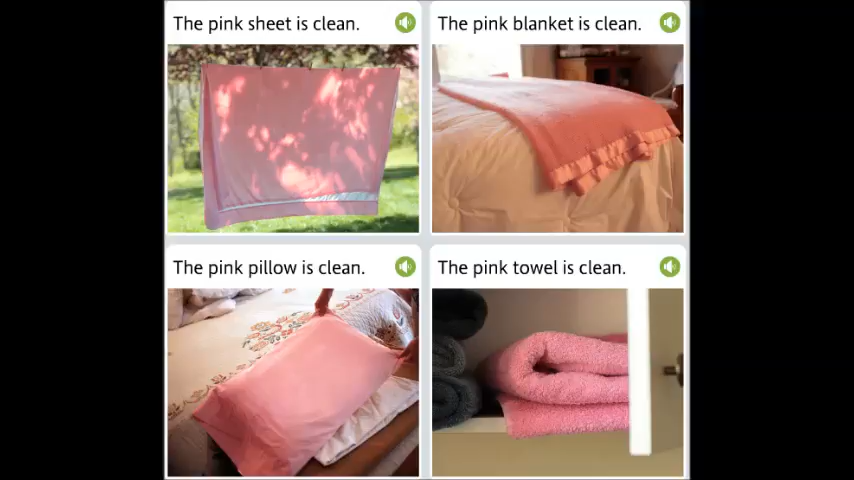 The pink sheet is clean.
The pink blanket is clean.
The pink pillow is clean.
The pink towel is clean.